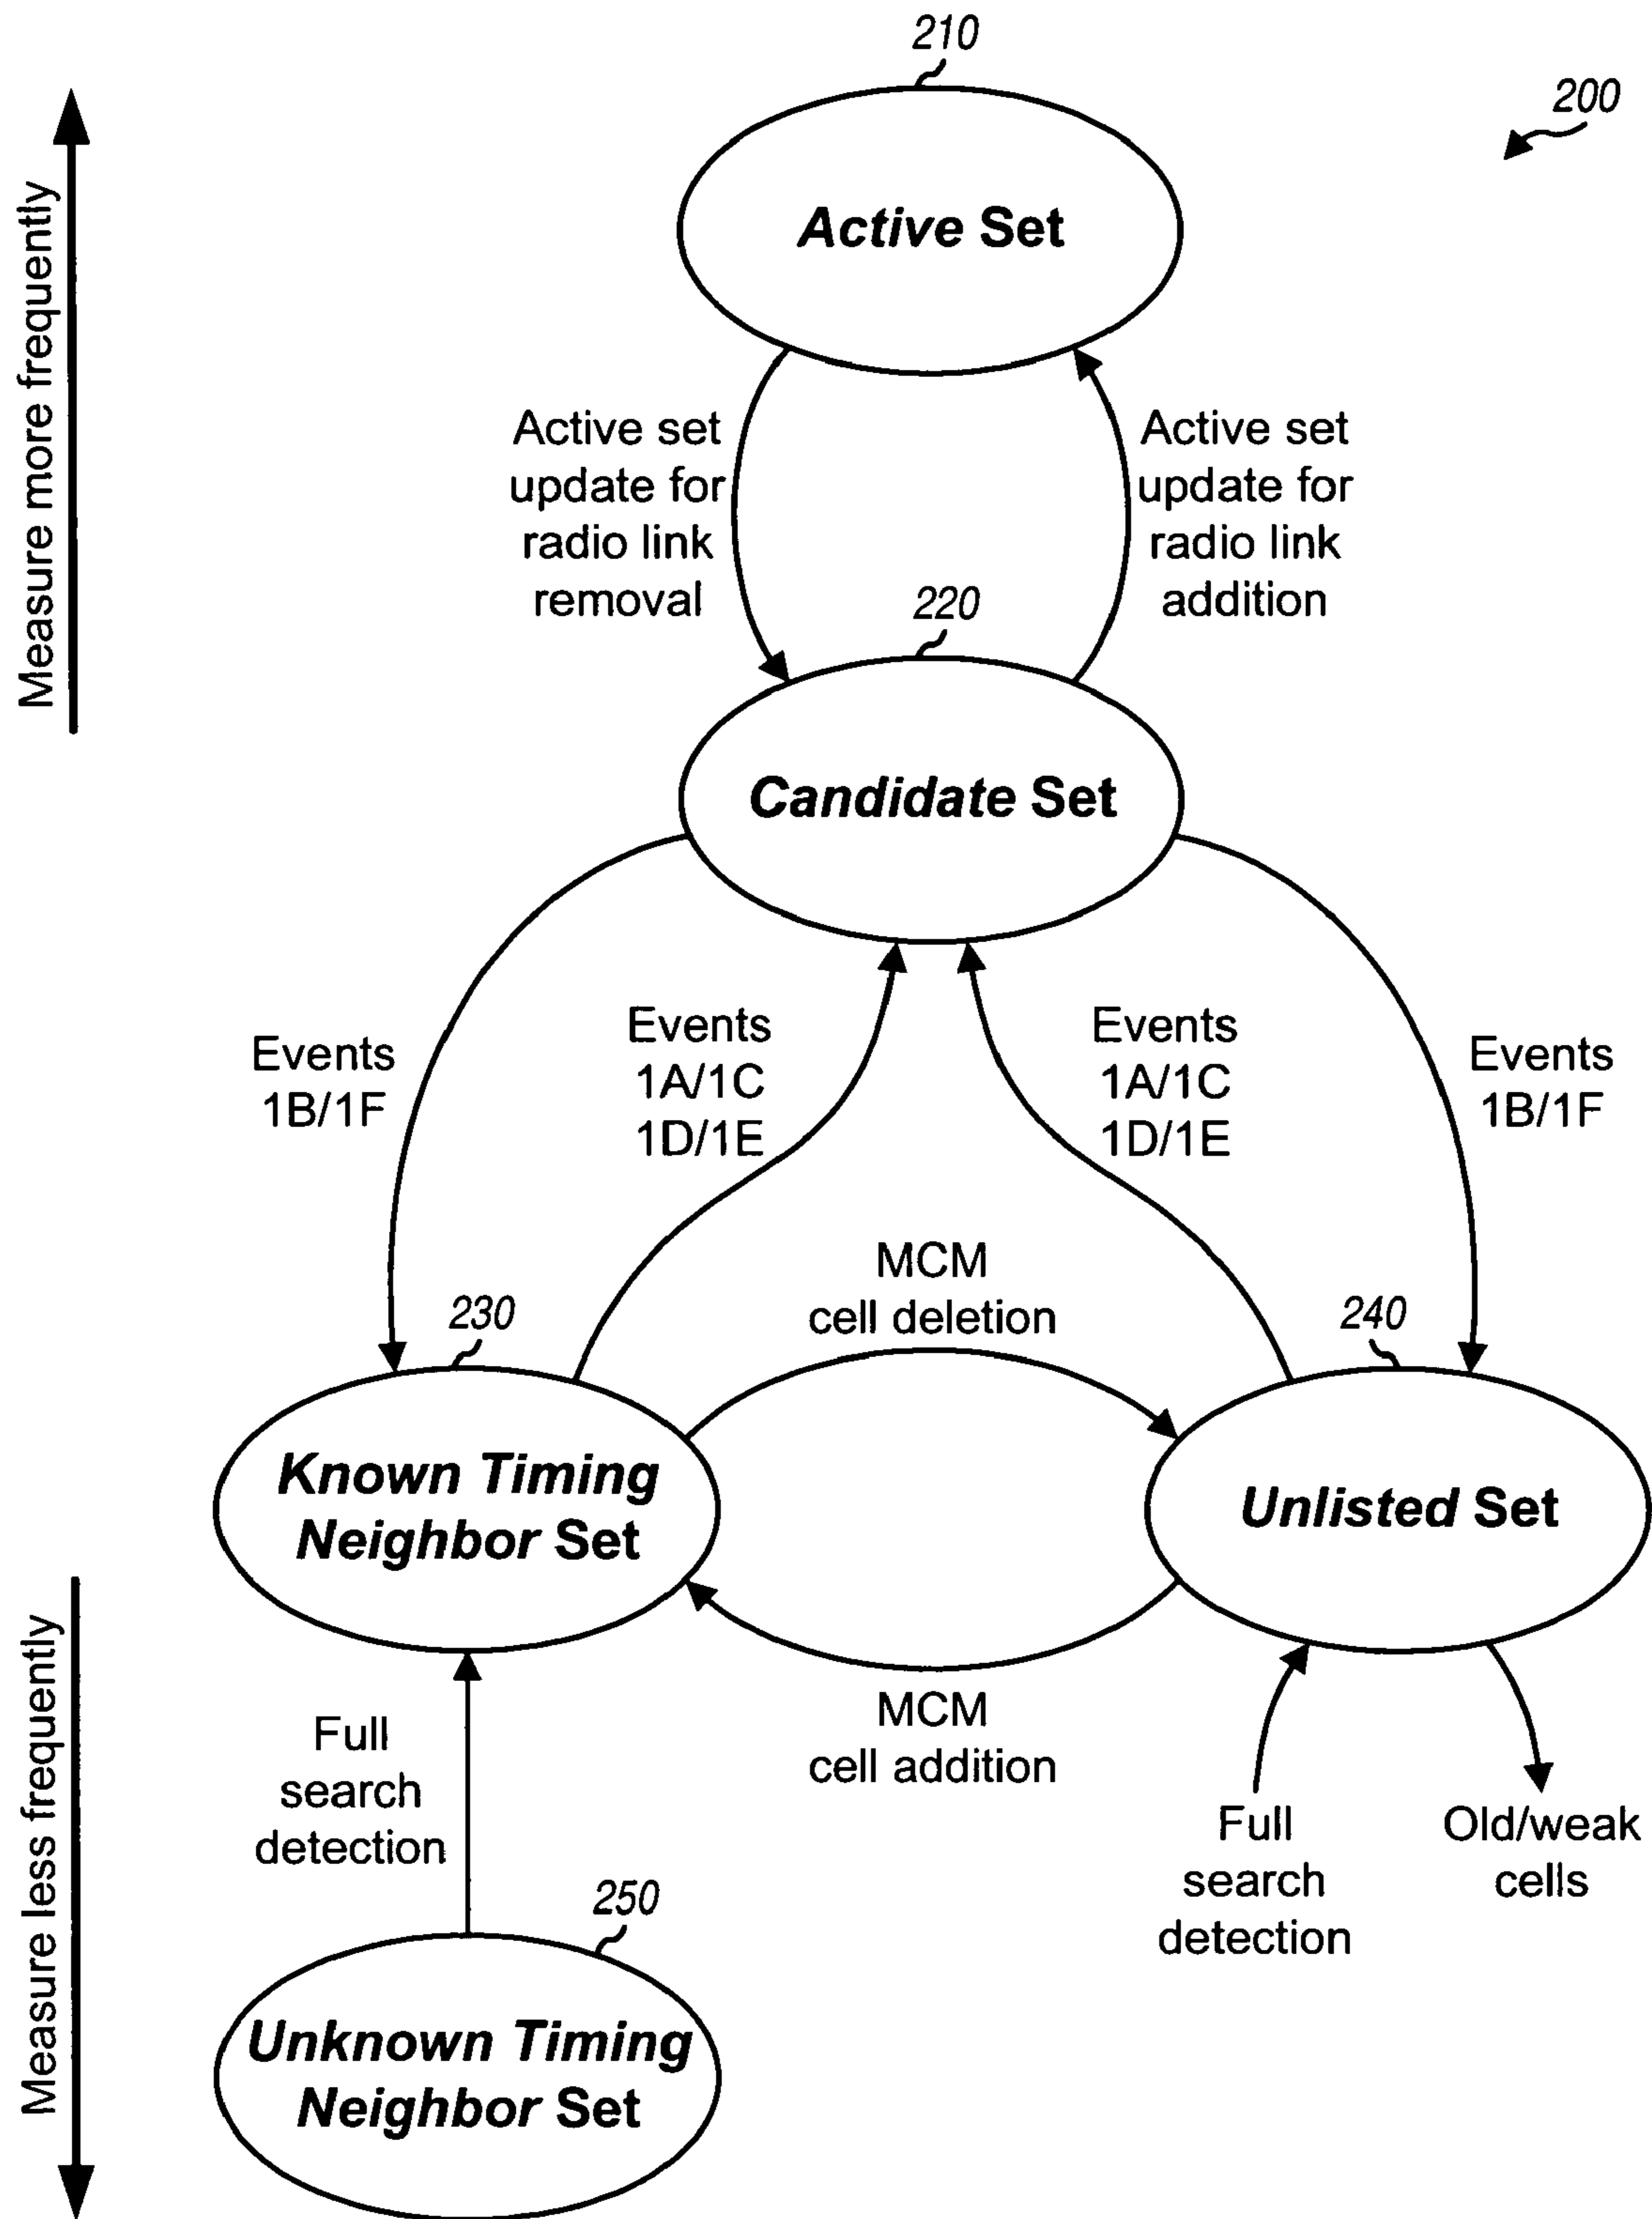 210
200
Measure more frequently
Active Set
Active set
update for
radio link
removal
Active set
update for
radio link
addition
220
Candidate Set
Events
1B/1F
Events
1A/1C
1D/1E
Events
1A/1C
1D/1E
Events
1B/1F
MCM
cell deletion
230
240
Known Timing
Neighbor Set
Unlisted Set
MCM
cell addition
Measure less frequently
Full
search
detection
Full
search
detection
Old/weak
cells
250
Unknown Timing
Neighbor Set